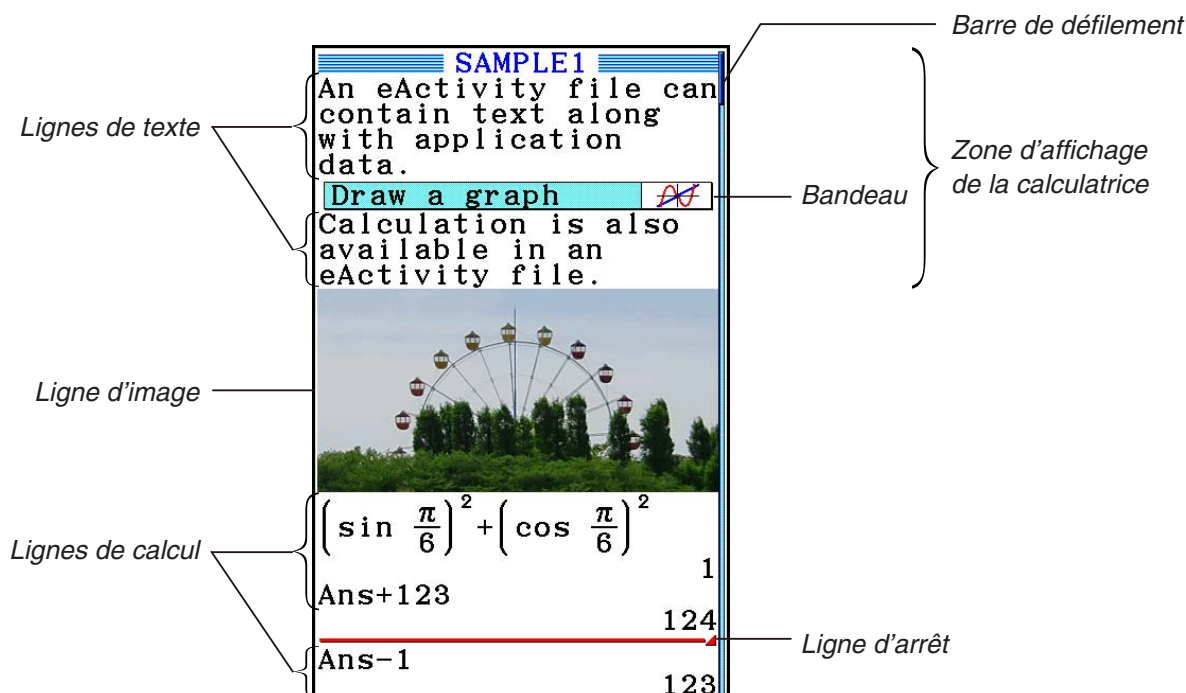 Barre de défilement
SAMPLE1
An eActivity file can
contain text along
with application
data.
Lignes de texte
Zone d'affichage
de la calculatrice
Draw a graph
Bandeau
Calculation is also
available in an
eActivity file.
Ligne d'image
(sin π/6)²+(cos π/6)²
1
Lignes de calcul
Ans+123
124
Ligne d'arrêt
Ans−1
123